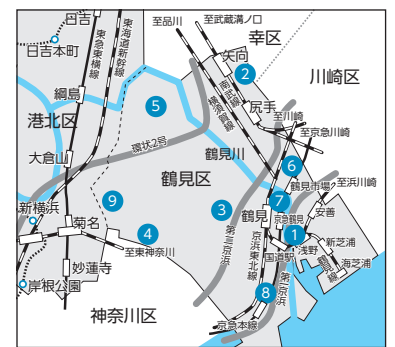 日吉
日吉本町
東急東横線
東海道新幹線
至品川
至武蔵溝ノ口
幸区
矢向
2
南武線
横須賀線
川崎区
綱島
5
尻手
至川崎
港北区
環状2号
至京急川崎
大倉山
鶴見川
6
鶴見区
鶴見市場
至浜川崎
9
3
7
安善
新横浜
鶴見
京急鶴見
菊名
4
第三京浜
京浜東北線
1
新芝浦
国道駅
浅野
至東神奈川
鶴見線
海芝浦
妙蓮寺
第一京浜
岸根公園
8
神奈川区
京急本線